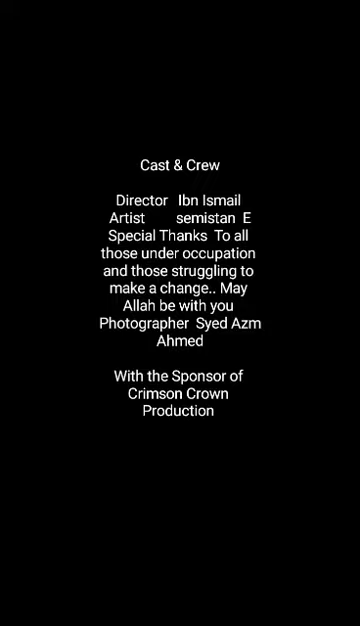 Cast & Crew
Director Ibn Ismail
Artist semistan E
Special Thanks To all
those under occupation
and those struggling to
make a change.. May
Allah be with you
Photographer Syed Azm
Ahmed
With the Sponsor of
Crimson Crown
Production